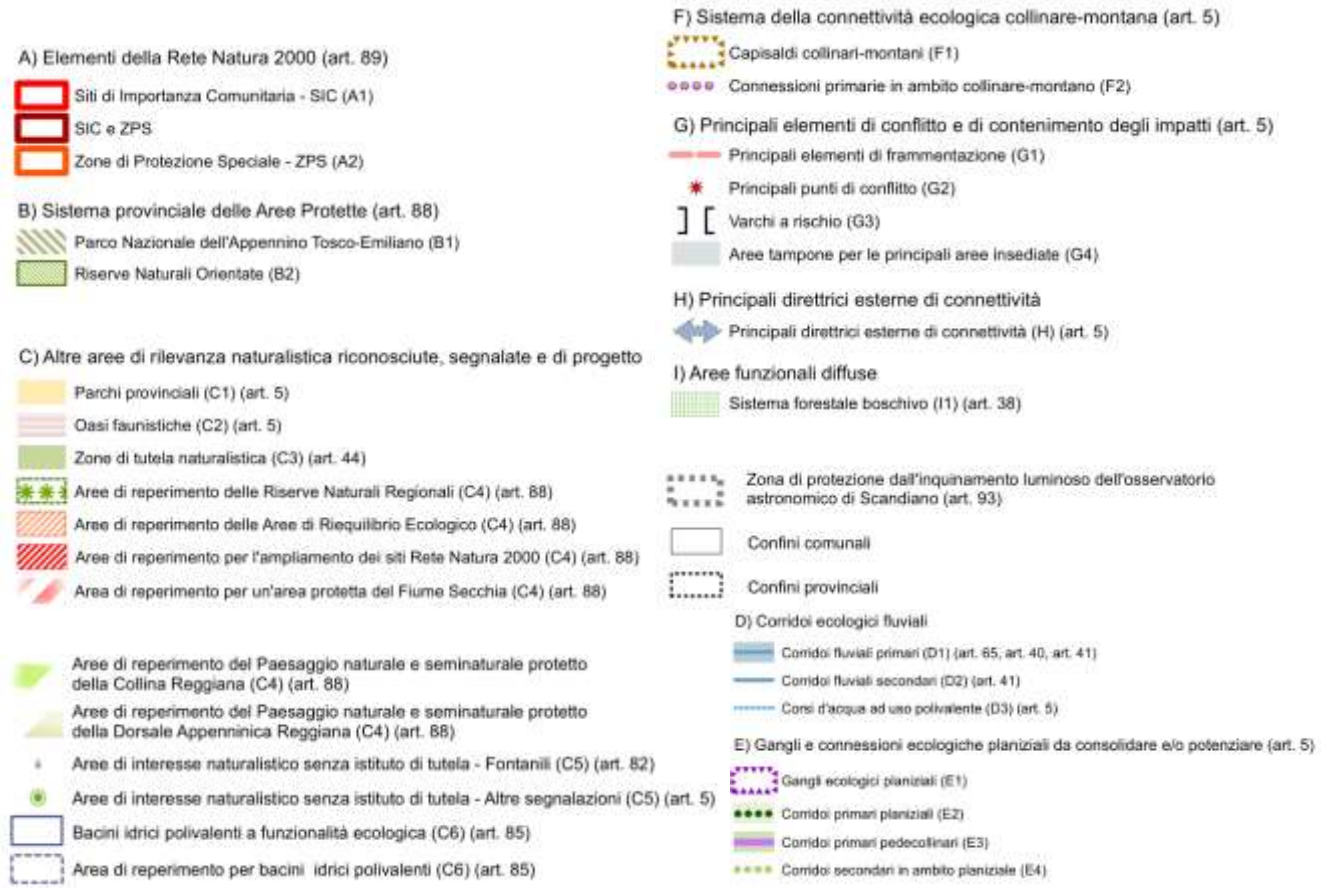 A) Elementi della Rete Natura 2000 (art. 89)
Siti di Importanza Comunitaria - SIC (A1)
SIC e ZPS
Zone di Protezione Speciale - ZPS (A2)
B) Sistema provinciale delle Aree Protette (art. 88)
Parco Nazionale dell'Appennino Tosco-Emiliano (B1)
Riserve Naturali Orientate (B2)
C) Altre aree di rilevanza naturalistica riconosciute, segnalate e di progetto
Parchi provinciali (C1) (art. 5)
Oasi faunistiche (C2) (art. 5)
Zone di tutela naturalistica (C3) (art. 44)
Aree di reperimento delle Riserve Naturali Regionali (C4) (art. 88)
Aree di reperimento delle Aree di Riequilibrio Ecologico (C4) (art. 88)
Aree di reperimento per l'ampliamento dei siti Rete Natura 2000 (C4) (art. 88)
Area di reperimento per un'area protetta del Fiume Secchia (C4) (art. 88)
Aree di reperimento del Paesaggio naturale e seminaturale protetto
della Collina Reggiana (C4) (art. 88)
Aree di reperimento del Paesaggio naturale e seminaturale protetto
della Dorsale Appenninica Reggiana (C4) (art. 88)
Aree di interesse naturalistico senza istituto di tutela - Fontanili (C5) (art. 82)
Aree di interesse naturalistico senza istituto di tutela - Altre segnalazioni (C5) (art. 5)
Bacini idrici polivalenti a funzionalità ecologica (C6) (art. 85)
Area di reperimento per bacini idrici polivalenti (C6) (art. 85)
F) Sistema della connettività ecologica collinare-montana (art. 5)
Capisaldi collinari-montani (F1)
Connessioni primarie in ambito collinare-montano (F2)
G) Principali elementi di conflitto e di contenimento degli impatti (art. 5)
Principali elementi di frammentazione (G1)
Principali punti di conflitto (G2)
Varchi a rischio (G3)
Aree tampone per le principali aree insediate (G4)
H) Principali direttrici esterne di connettività
Principali direttrici esterne di connettività (H) (art. 5)
I) Aree funzionali diffuse
Sistema forestale boschivo (I1) (art. 38)
Zona di protezione dall'inquinamento luminoso dell'osservatorio
astronomico di Scandiano (art. 93)
Confini comunali
Confini provinciali
D) Corridoi ecologici fluviali
Corridoi fluviali primari (D1) (art. 65, art. 40, art. 41)
Corridoi fluviali secondari (D2) (art. 41)
Corsi d'acqua ad uso polivalente (D3) (art. 5)
E) Gangli e connessioni ecologiche planiziali da consolidare e/o potenziare (art. 5)
Gangli ecologici planiziali (E1)
Corridoi primari planiziali (E2)
Corridoi primari pedecollinari (E3)
Corridoi secondari in ambito planiziale (E4)